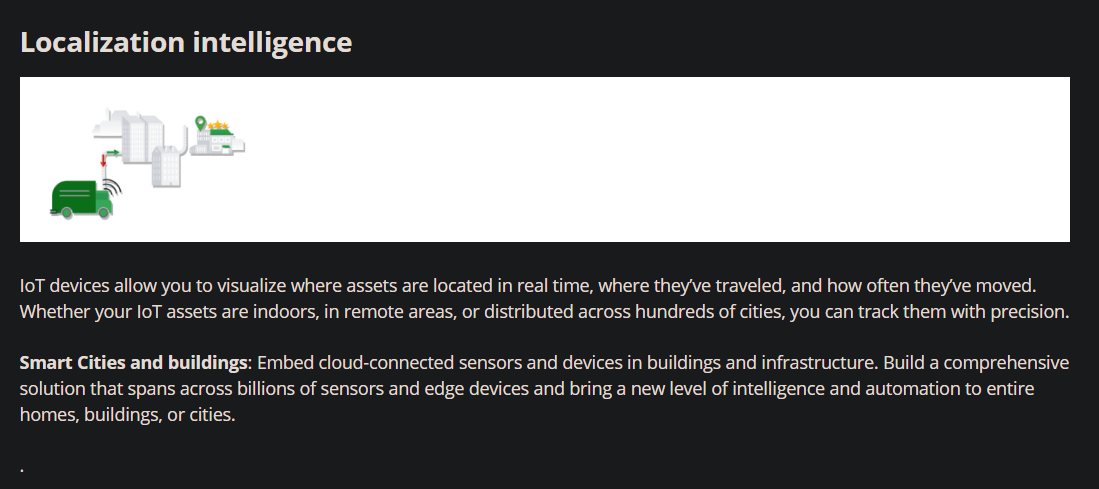 Localization intelligence
IoT devices allow you to visualize where assets are located in real time, where they’ve traveled, and how often they’ve moved.
Whether your IoT assets are indoors, in remote areas, or distributed across hundreds of cities, you can track them with precision.
Smart Cities and buildings: Embed cloud-connected sensors and devices in buildings and infrastructure. Build a comprehensive
solution that spans across billions of sensors and edge devices and bring a new level of intelligence and automation to entire
homes, buildings, or cities.
.